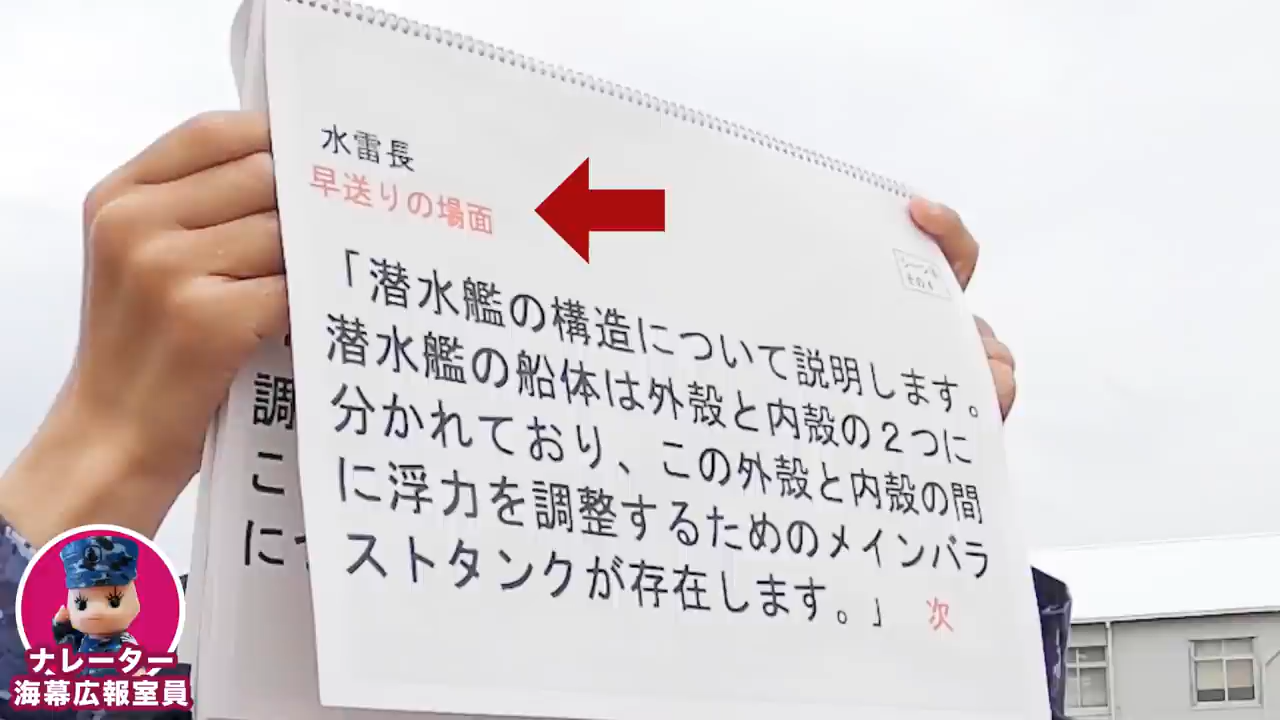 水雷長
早送りの場面
「潜水艦の構造について説明します。
潜水艦の船体は外殻と内殻の2つに
分かれており、この外殻と内殻の間
に浮力を調整するためのメインバラ
ストタンクが存在します。」 次
調
こ
に
ナレーター
海幕広報室員